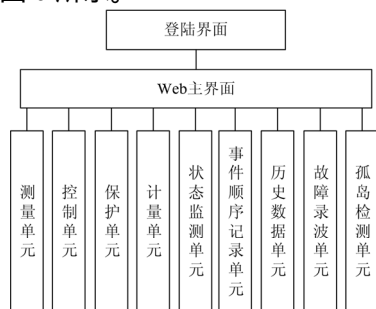 登陆界面
Web主界面
测量单元
控制单元
保护单元
计量单元
状态监测单元
事件顺序记录单元
历史数据单元
故障录波单元
孤岛检测单元